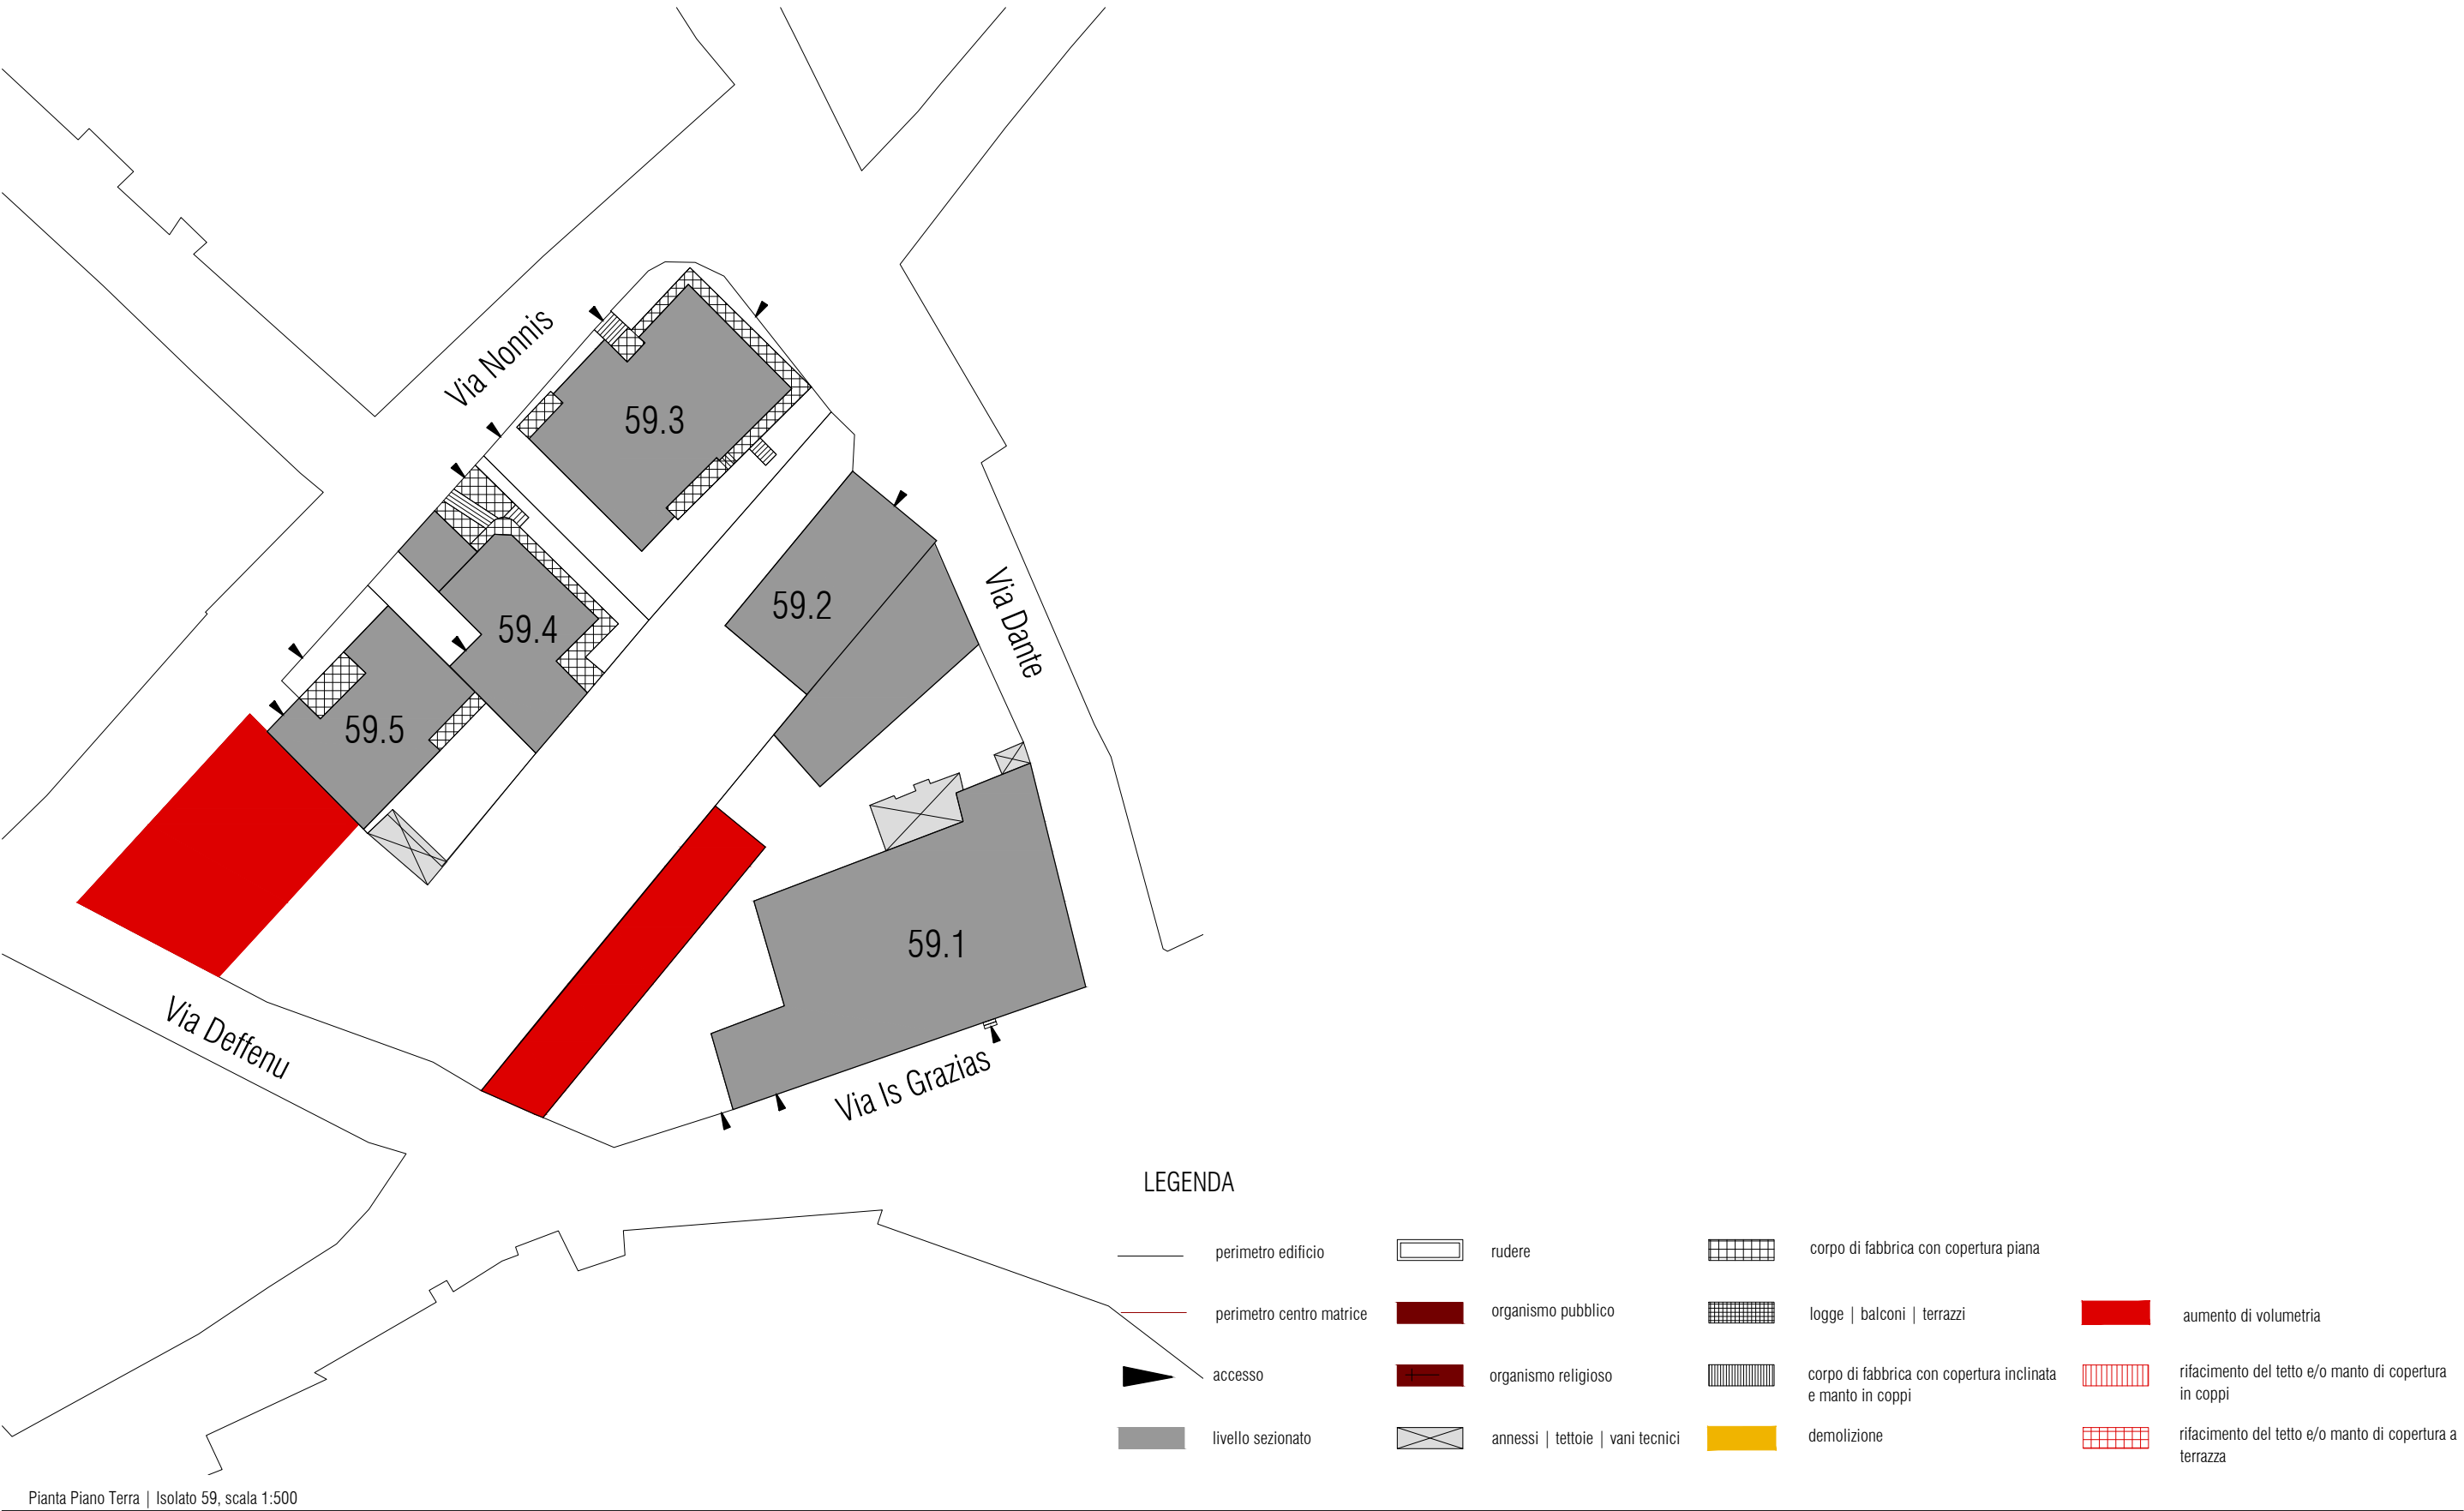 Via Nonnis
59.3
59.2
59.4
Via Dante
59.5
59.1
Via Deffenu
Via Is Grazias
LEGENDA
perimetro edificio
perimetro centro matrice
accesso
livello sezionato
rudere
organismo pubblico
organismo religioso
annessi | tettoie | vani tecnici
corpo di fabbrica con copertura piana
logge | balconi | terrazzi
corpo di fabbrica con copertura inclinata
e manto in coppi
demolizione
aumento di volumetria
rifacimento del tetto e/o manto di copertura
in coppi
rifacimento del tetto e/o manto di copertura a
terrazza
Pianta Piano Terra | Isolato 59, scala 1:500